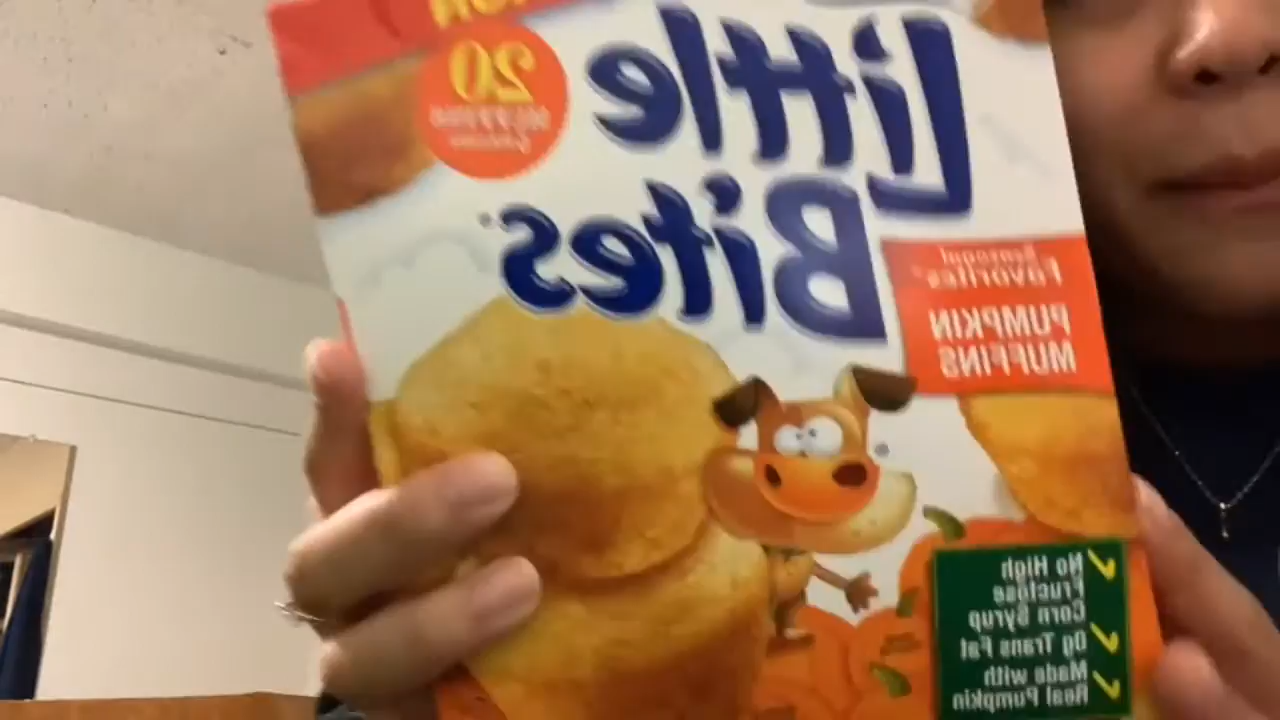 Little
Bites
20
MUFFINS
Seasonal
Favorites
PUMPKIN
MUFFINS
No High
Fructose
Corn Syrup
0g Trans Fat
Made with
Real Pumpkin